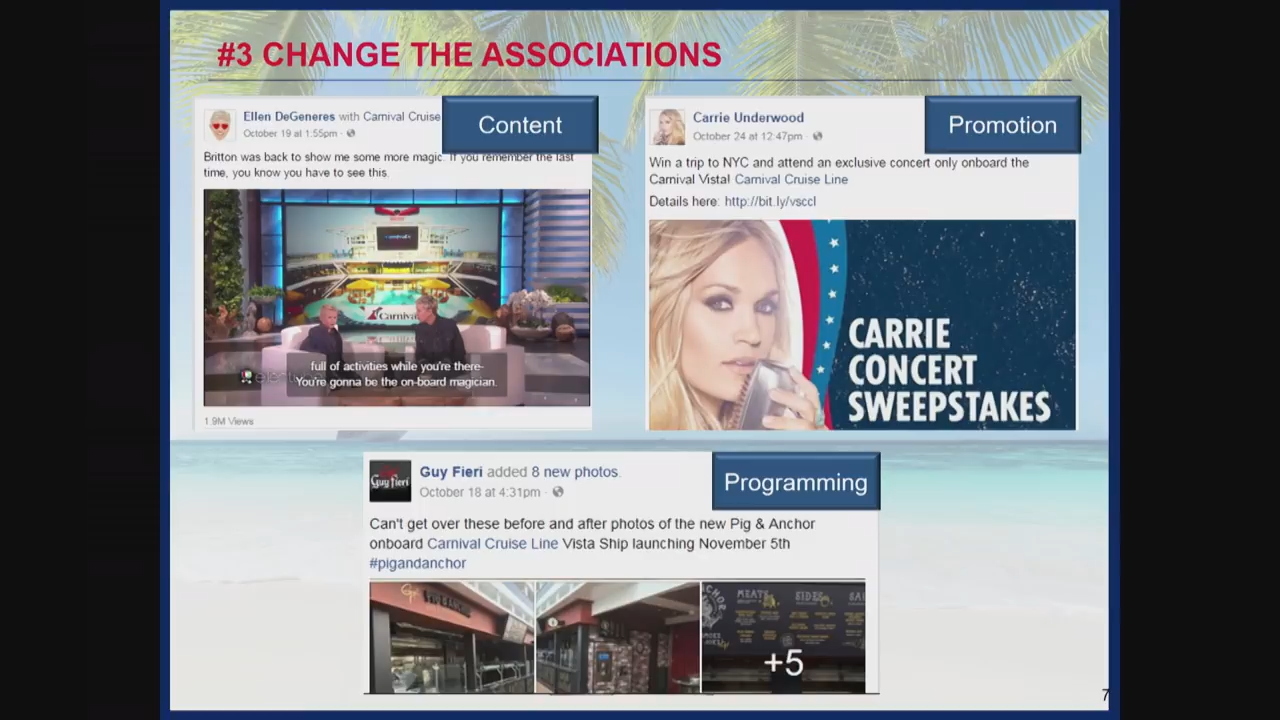 #3 CHANGE THE ASSOCIATIONS
Ellen DeGeneres with Carnival Cruise
October 19 at 1:55pm ·
Content
Britton was back to show me some more magic. If you remember the last
time, you know you have to see this.
Carnival
full of activities while you're there-
You're gonna be the on-board magician.
1.9M Views
Carrie Underwood
October 24 at 12:47pm ·
Promotion
Win a trip to NYC and attend an exclusive concert only onboard the
Carnival Vista! Carnival Cruise Line
Details here: http://bit.ly/vsccl
CARRIE
CONCERT
SWEEPSTAKES
Guy Fieri
Guy Fieri added 8 new photos.
October 18 at 4:31pm ·
Programming
Can't get over these before and after photos of the new Pig & Anchor
onboard Carnival Cruise Line Vista Ship launching November 5th
#pigandanchor
MEATS
SIDES
+5
7